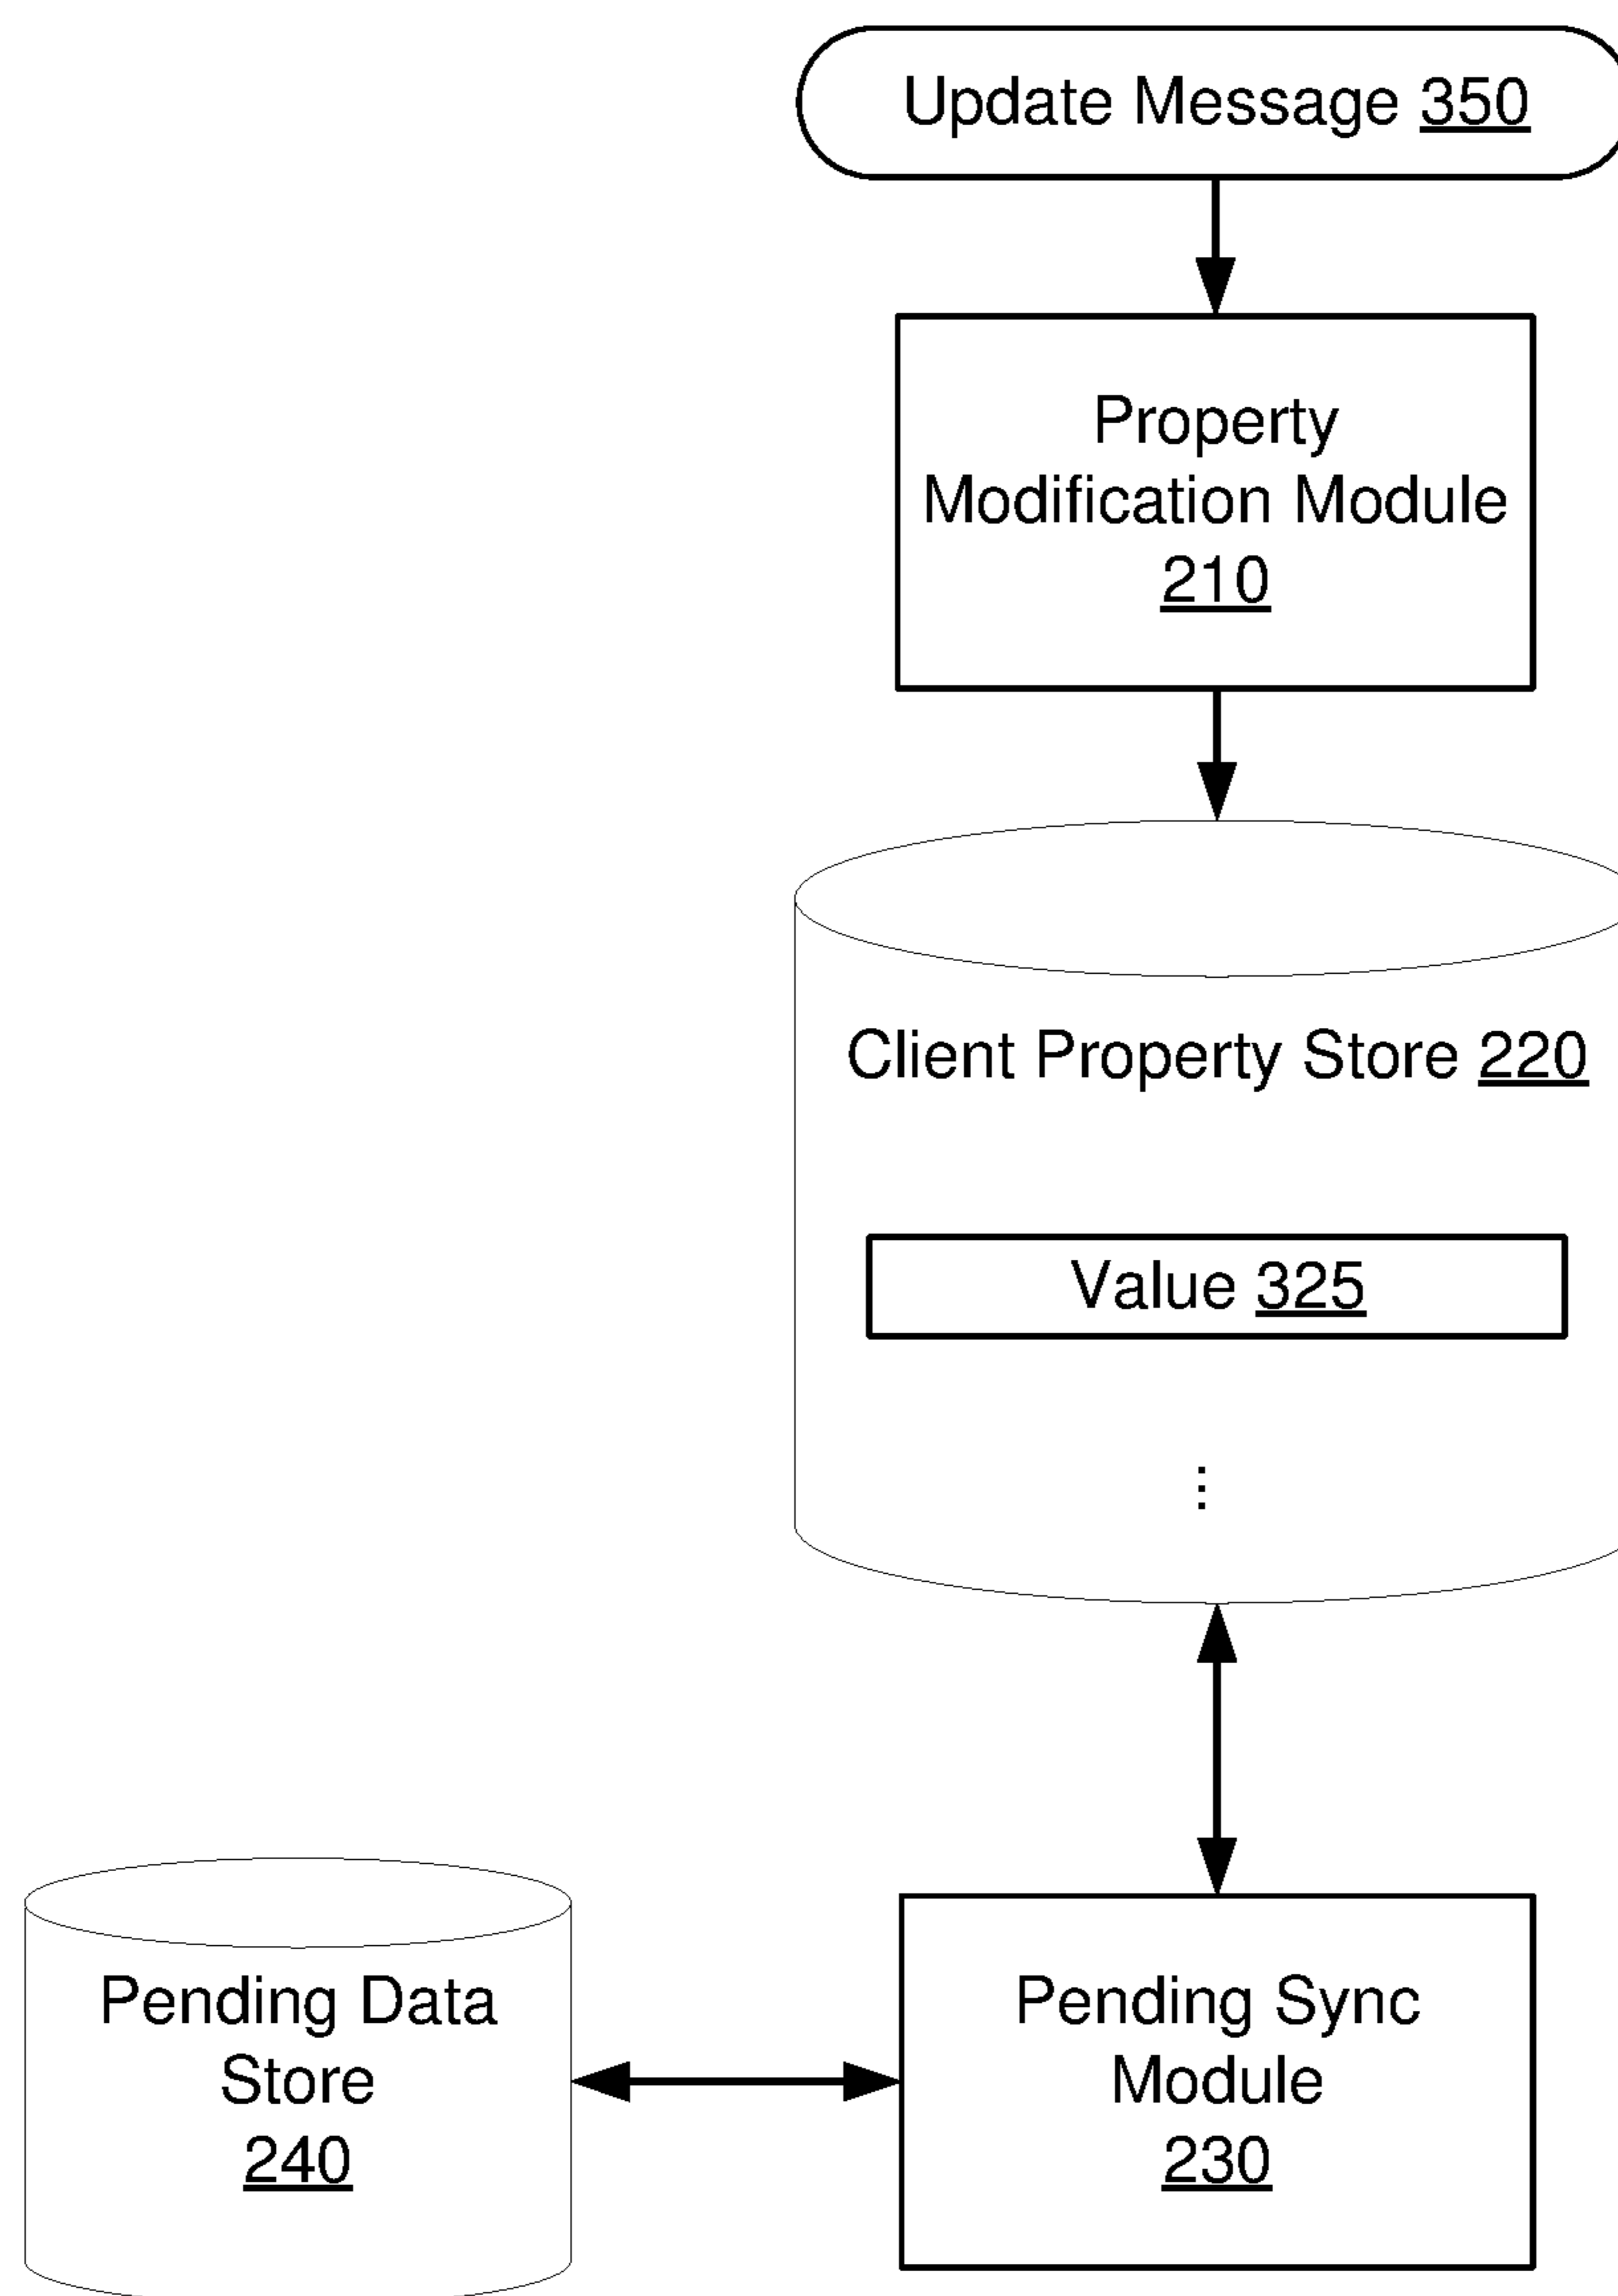 Update Message 350
Property
Modification Module
210
Client Property Store 220
Value 325
⋮
Pending Data
Store
240
Pending Sync
Module
230